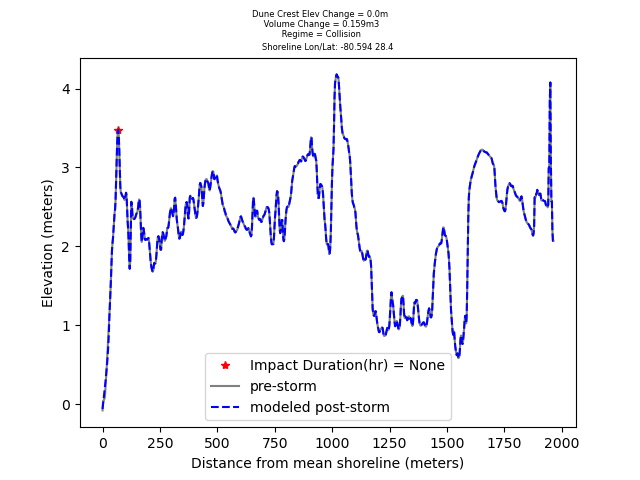 Dune Crest Elev Change = 0.0m
Volume Change = 0.159m3
Regime = Collision
Shoreline Lon/Lat: -80.594 28.4
4
3
2
1
0
Elevation (meters)
Impact Duration(hr) = None
pre-storm
modeled post-storm
0 250 500 750 1000 1250 1500 1750 2000
Distance from mean shoreline (meters)